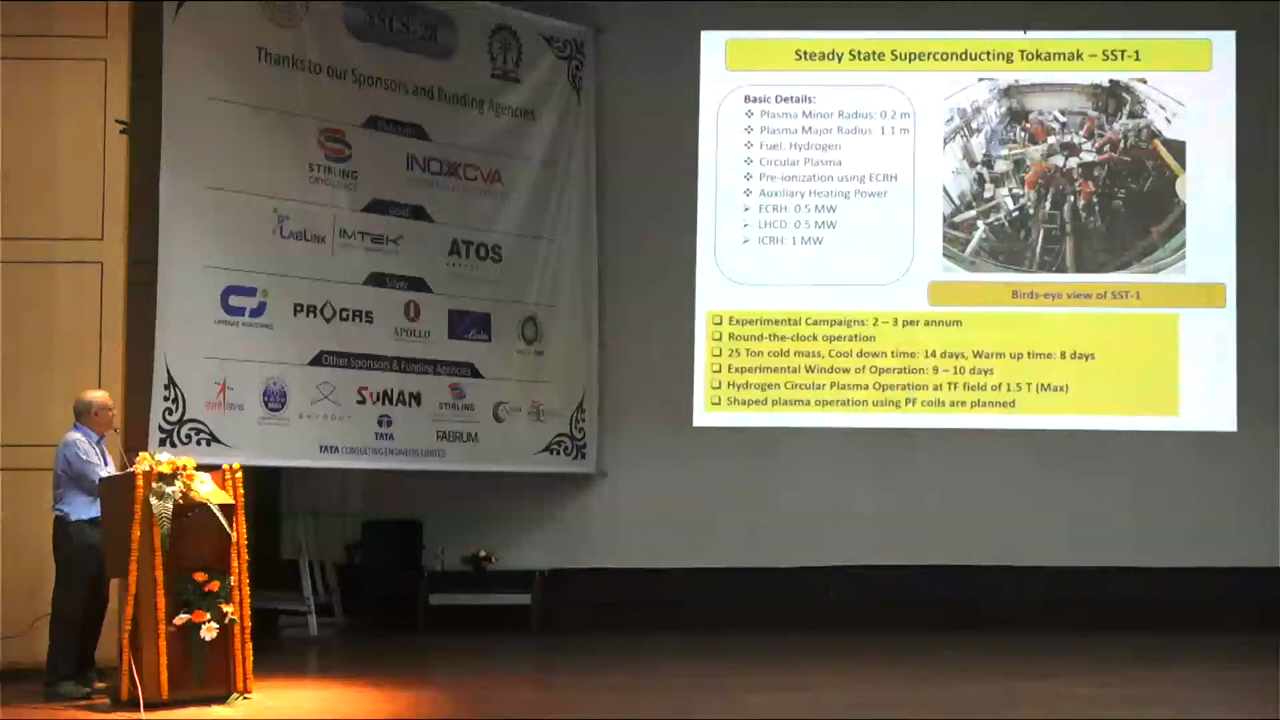 Thanks to our Sponsors and Funding Agencies
STIRLING
CRYOGENICS
INOXCVA
Gold
LABLINK
IMTEK
ATOS
Silver
CRYOGAS INDUSTRIES
PROGAS
APOLLO
Linde
Other Sponsors & Funding Agencies
SKYROOT
SUNAN
STIRLING
TATA
FABRUM
TATA CONSULTING ENGINEERS LIMITED
Steady State Superconducting Tokamak – SST-1
Basic Details:
❖ Plasma Minor Radius: 0.2 m
❖ Plasma Major Radius: 1.1 m
❖ Fuel: Hydrogen
❖ Circular Plasma
❖ Pre-ionization using ECRH
❖ Auxiliary Heating Power
➢ ECRH: 0.5 MW
➢ LHCD: 0.5 MW
➢ ICRH: 1 MW
Birds-eye view of SST-1
❑ Experimental Campaigns: 2 – 3 per annum
❑ Round-the-clock operation
❑ 25 Ton cold mass, Cool down time: 14 days, Warm up time: 8 days
❑ Experimental Window of Operation: 9 – 10 days
❑ Hydrogen Circular Plasma Operation at TF field of 1.5 T (Max)
❑ Shaped plasma operation using PF coils are planned